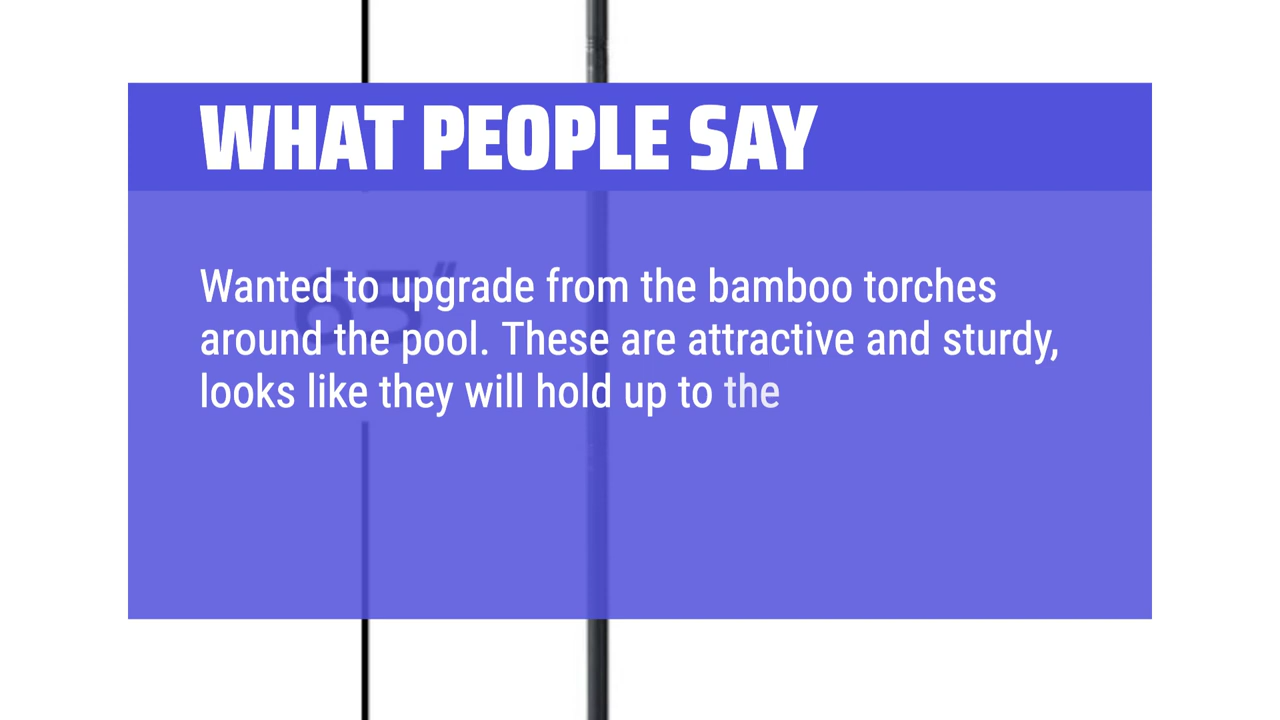 WHAT PEOPLE SAY
65"
Wanted to upgrade from the bamboo torches
around the pool. These are attractive and sturdy,
looks like they will hold up to the